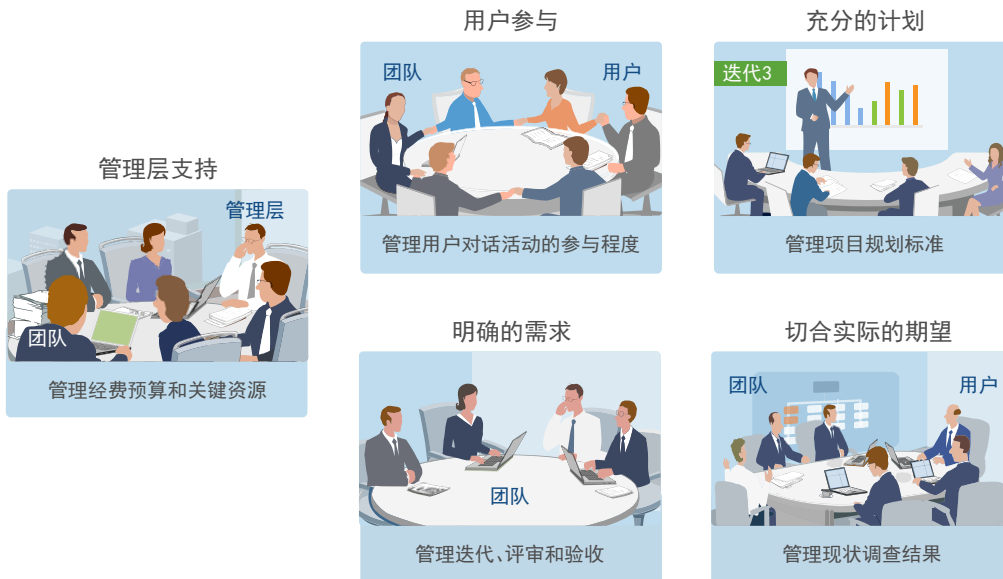 管理层支持
管理层
团队
管理经费预算和关键资源
用户参与
团队
用户
管理用户对话活动的参与程度
充分的计划
迭代3
管理项目规划标准
明确的需求
团队
管理迭代、评审和验收
切合实际的期望
团队
用户
管理现状调查结果